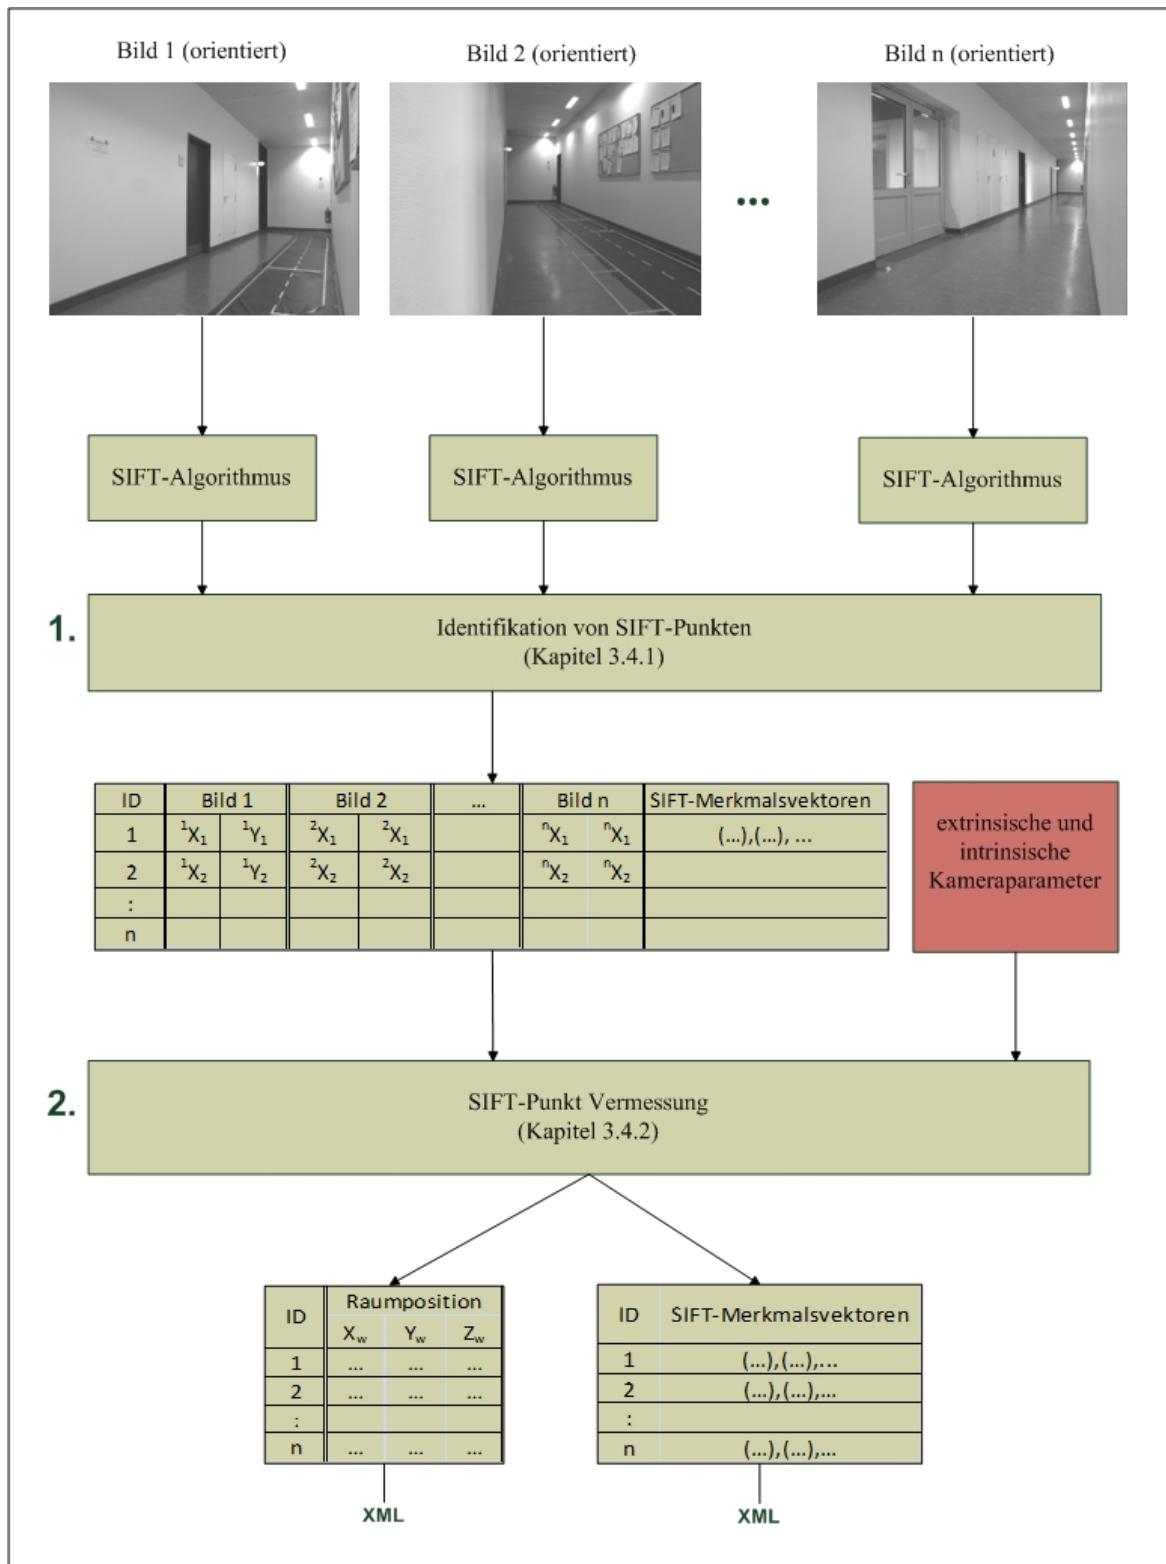 Bild 1 (orientiert)
Bild 2 (orientiert)
Bild n (orientiert)
...
SIFT-Algorithmus
SIFT-Algorithmus
SIFT-Algorithmus
1.
Identifikation von SIFT-Punkten
(Kapitel 3.4.1)
ID Bild 1 Bild 2 ... Bild n SIFT-Merkmalsvektoren
1 ¹X₁ ¹Y₁ ²X₁ ²X₁ ⁿX₁ ⁿX₁ (...),(...), ...
2 ¹X₂ ¹Y₂ ²X₂ ²X₂ ⁿX₂ ⁿX₂
:
n
extrinsische und
intrinsische
Kameraparameter
2.
SIFT-Punkt Vermessung
(Kapitel 3.4.2)
ID Raumposition
X_w Y_w Z_w
1 ... ... ...
2 ... ... ...
:
n ... ... ...
XML
ID SIFT-Merkmalsvektoren
1 (...),(...),...
2 (...),(...),...
:
n (...),(...),...
XML